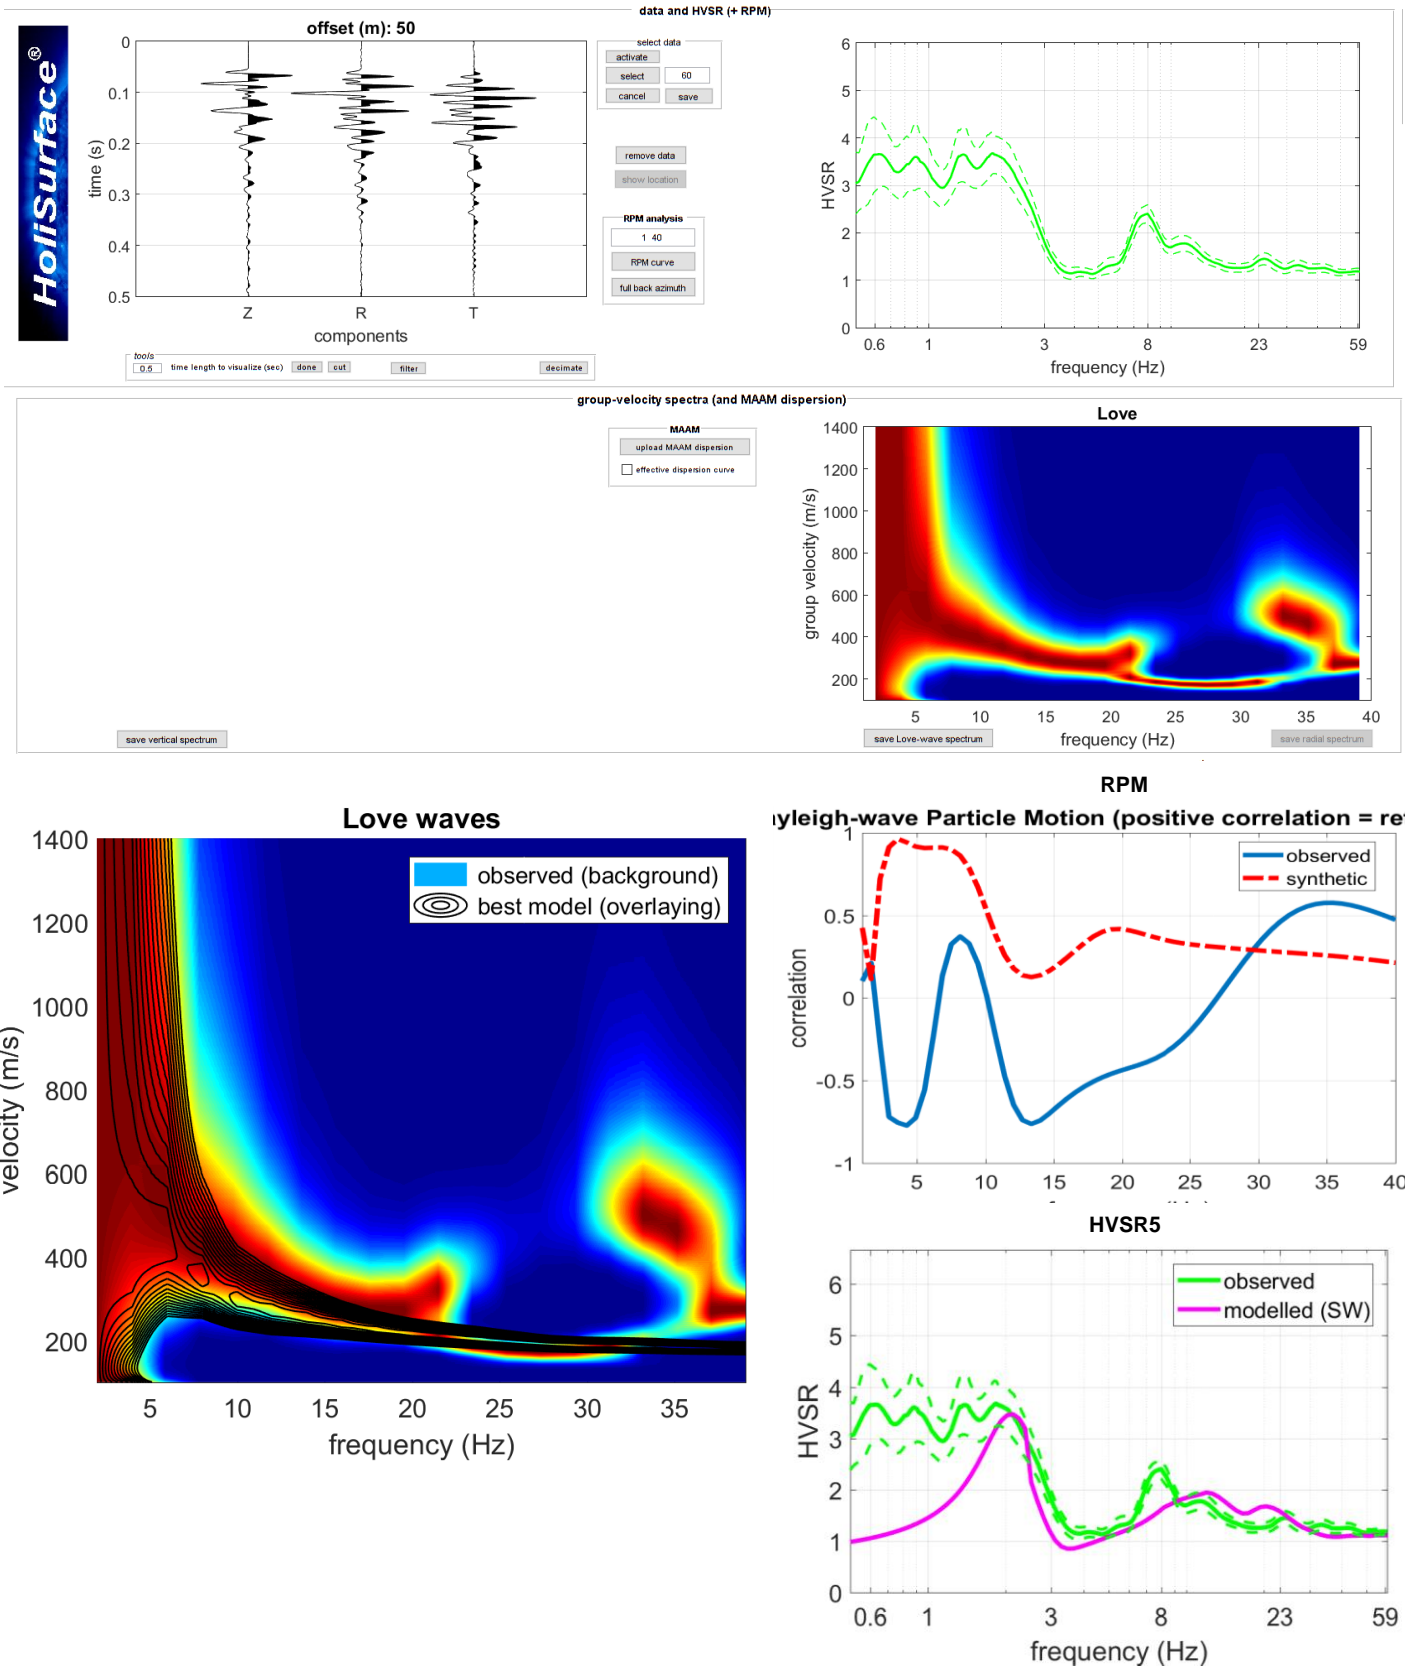 data and HVSR (+ RPM)
HoliSurface®
offset (m): 50
0
0.1
0.2
0.3
0.4
0.5
time (s)
Z R T
components
select data
activate
select 60
cancel save
remove data
show location
RPM analysis
1 40
RPM curve
full back azimuth
tools
0.5 time length to visualize (sec) done cut filter decimate
6
5
4
3
2
1
0
HVSR
0.6 1 3 8 23 59
frequency (Hz)
group-velocity spectra (and MAAM dispersion)
MAAM
upload MAAM dispersion
effective dispersion curve
save vertical spectrum
Love
1400
1200
1000
800
600
400
200
group velocity (m/s)
5 10 15 20 25 30 35 40
frequency (Hz)
save Love-wave spectrum
save radial spectrum
Love waves
observed (background)
best model (overlaying)
1400
1200
1000
800
600
400
200
velocity (m/s)
5 10 15 20 25 30 35
frequency (Hz)
RPM
yleigh-wave Particle Motion (positive correlation = re
observed
synthetic
1
0.5
0
-0.5
-1
correlation
5 10 15 20 25 30 35 40
HVSR5
observed
modelled (SW)
6
5
4
3
2
1
0
HVSR
0.6 1 3 8 23 59
frequency (Hz)